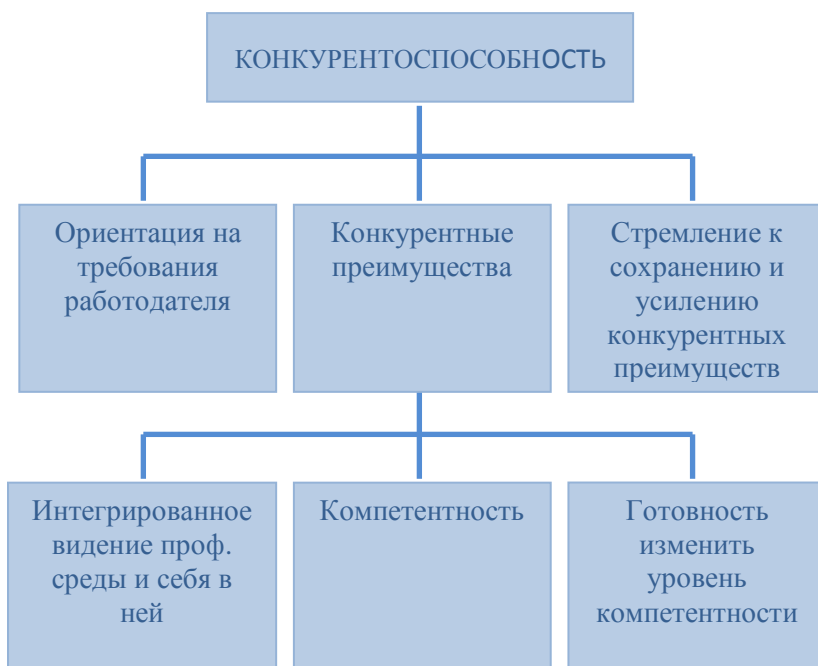 КОНКУРЕНТОСПОСОБНОСТЬ
Ориентация на
требования
работодателя
Конкурентные
преимущества
Стремление к
сохранению и
усилению
конкурентных
преимуществ
Интегрированное
видение проф.
среды и себя в
ней
Компетентность
Готовность
изменить
уровень
компетентности